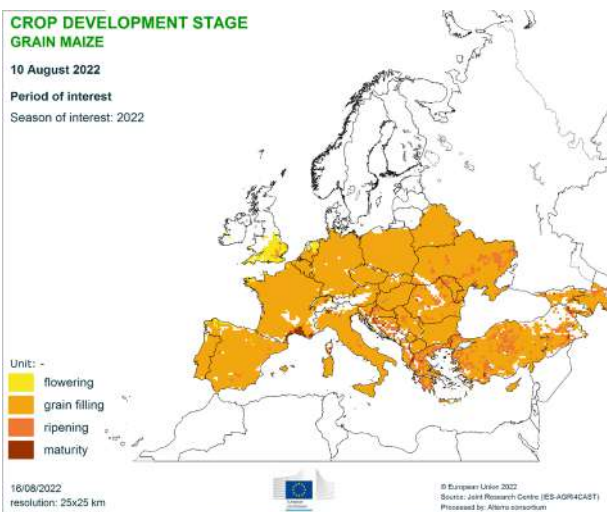 CROP DEVELOPMENT STAGE
GRAIN MAIZE
10 August 2022
Period of interest
Season of interest: 2022
Unit: -
flowering
grain filling
ripening
maturity
16/08/2022
resolution: 25x25 km
© European Union 2022
Source: Joint Research Centre (IES-AGRI4CAST)
Processed by: Alterra consortium